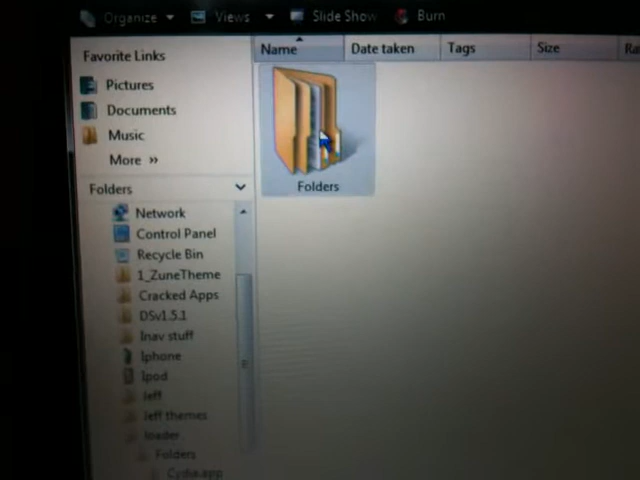 Organize Views Slide Show Burn
Favorite Links
Name Date taken Tags Size
Pictures
Documents
Music
More »
Folders
Folders
Network
Control Panel
Recycle Bin
1_ZuneTheme
Cracked Apps
DSv1.5.1
Inav stuff
Iphone
Ipod
Jeff
Jeff themes
loader
Folders
Cydia.app